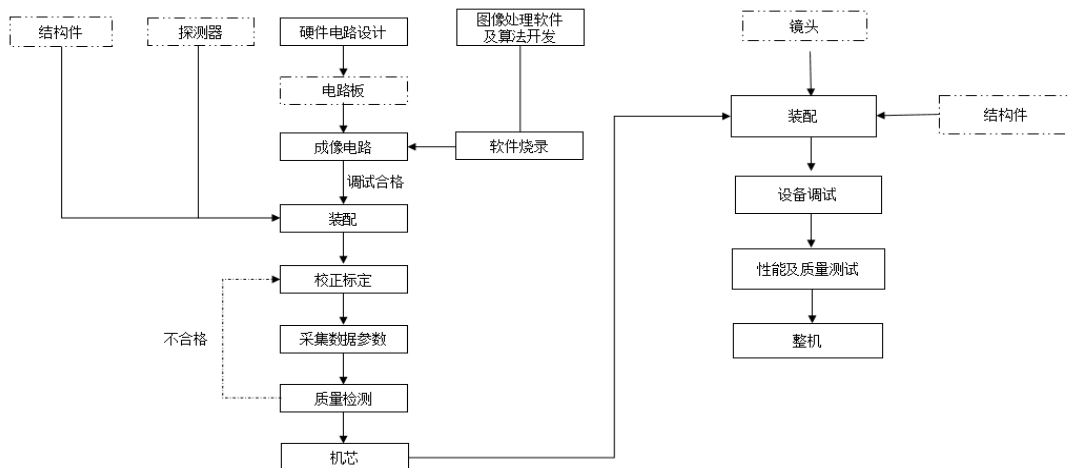 结构件
探测器
硬件电路设计
图像处理软件
及算法开发
镜头
电路板
装配
结构件
成像电路
软件烧录
调试合格
设备调试
装配
校正标定
性能及质量测试
不合格
采集数据参数
整机
质量检测
机芯